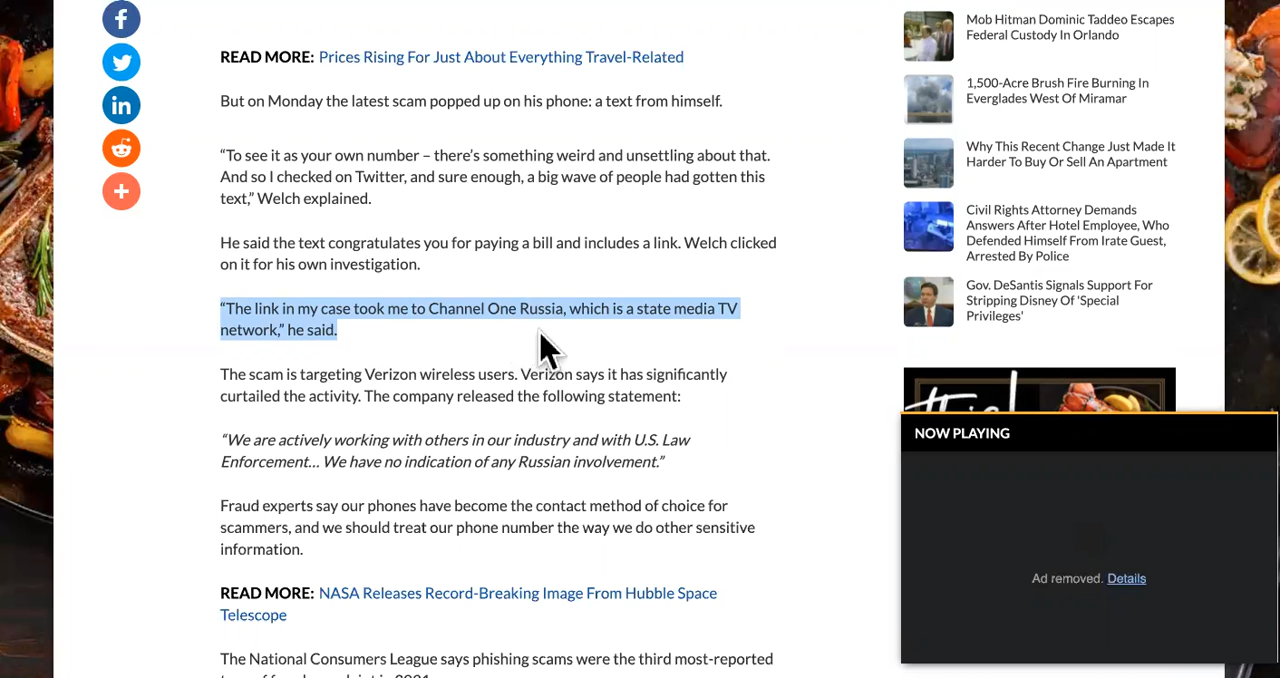 READ MORE: Prices Rising For Just About Everything Travel-Related
But on Monday the latest scam popped up on his phone: a text from himself.
“To see it as your own number – there’s something weird and unsettling about that.
And so I checked on Twitter, and sure enough, a big wave of people had gotten this
text,” Welch explained.
He said the text congratulates you for paying a bill and includes a link. Welch clicked
on it for his own investigation.
“The link in my case took me to Channel One Russia, which is a state media TV
network,” he said.
The scam is targeting Verizon wireless users. Verizon says it has significantly
curtailed the activity. The company released the following statement:
“We are actively working with others in our industry and with U.S. Law
Enforcement… We have no indication of any Russian involvement.”
Fraud experts say our phones have become the contact method of choice for
scammers, and we should treat our phone number the way we do other sensitive
information.
READ MORE: NASA Releases Record-Breaking Image From Hubble Space
Telescope
The National Consumers League says phishing scams were the third most-reported
Mob Hitman Dominic Taddeo Escapes
Federal Custody In Orlando
1,500-Acre Brush Fire Burning In
Everglades West Of Miramar
Why This Recent Change Just Made It
Harder To Buy Or Sell An Apartment
Civil Rights Attorney Demands
Answers After Hotel Employee, Who
Defended Himself From Irate Guest,
Arrested By Police
Gov. DeSantis Signals Support For
Stripping Disney Of 'Special
Privileges'
NOW PLAYING
Ad removed. Details